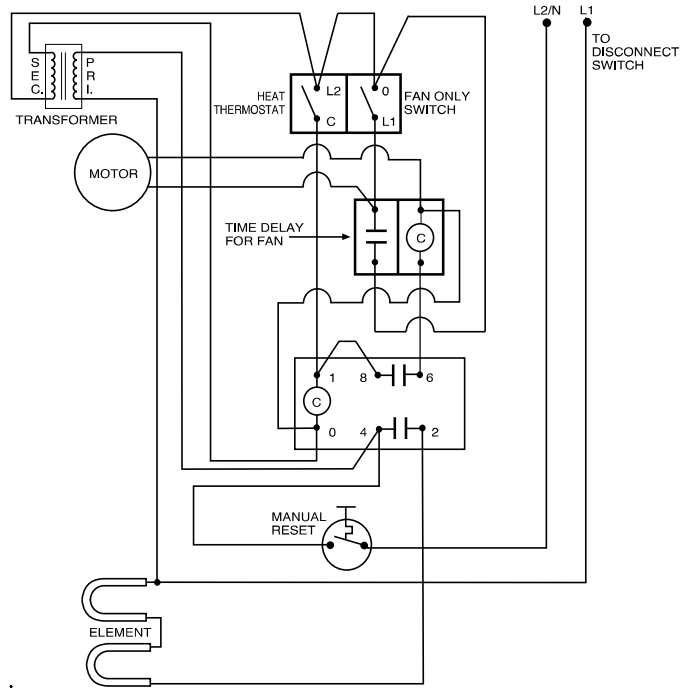 L2/N
L1
TO
DISCONNECT
SWITCH
S
E
C.
P
R
I.
TRANSFORMER
HEAT
THERMOSTAT
L2
C
0
L1
FAN ONLY
SWITCH
MOTOR
TIME DELAY
FOR FAN
C
1
8
6
C
0
4
2
MANUAL
RESET
ELEMENT